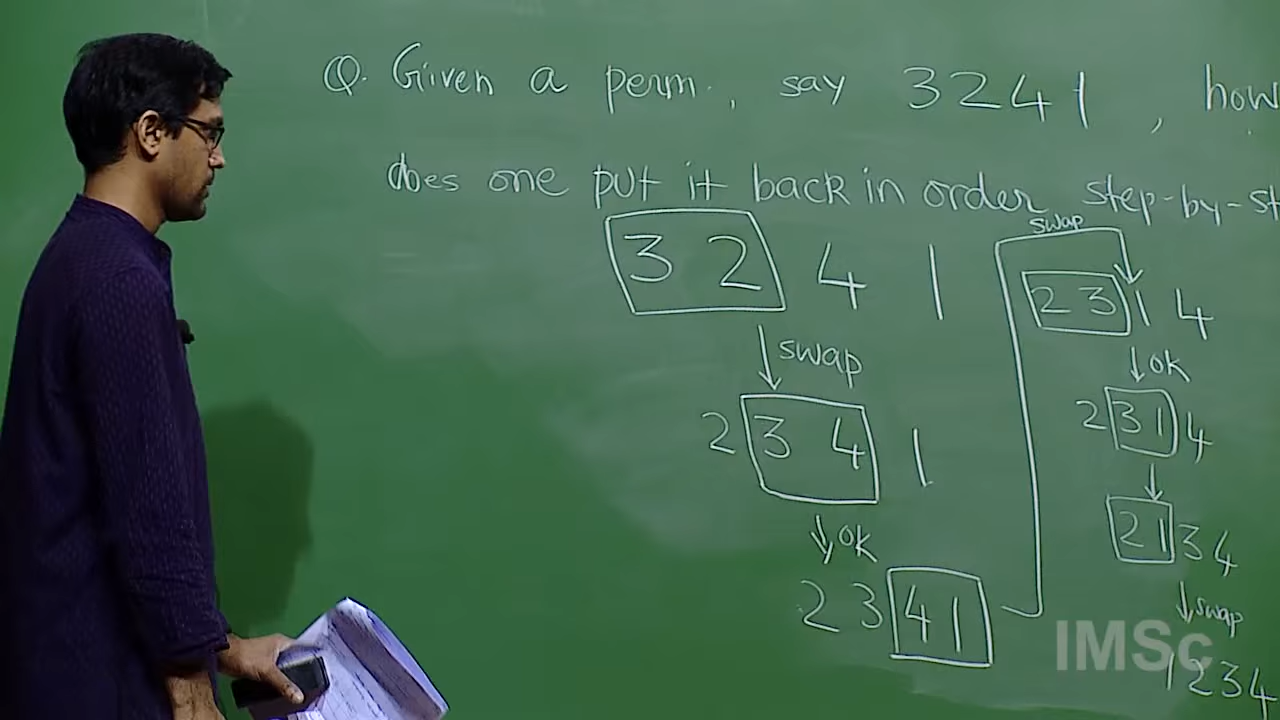 Q. Given a perm., say 3241, how
does one put it back in order step-by-st
3 2 4 1
swap
2 3 4 1
ok
2 3 4 1
swap
2 3 1 4
ok
2 3 1 4
2 1 3 4
swap
1 2 3 4
IMSc